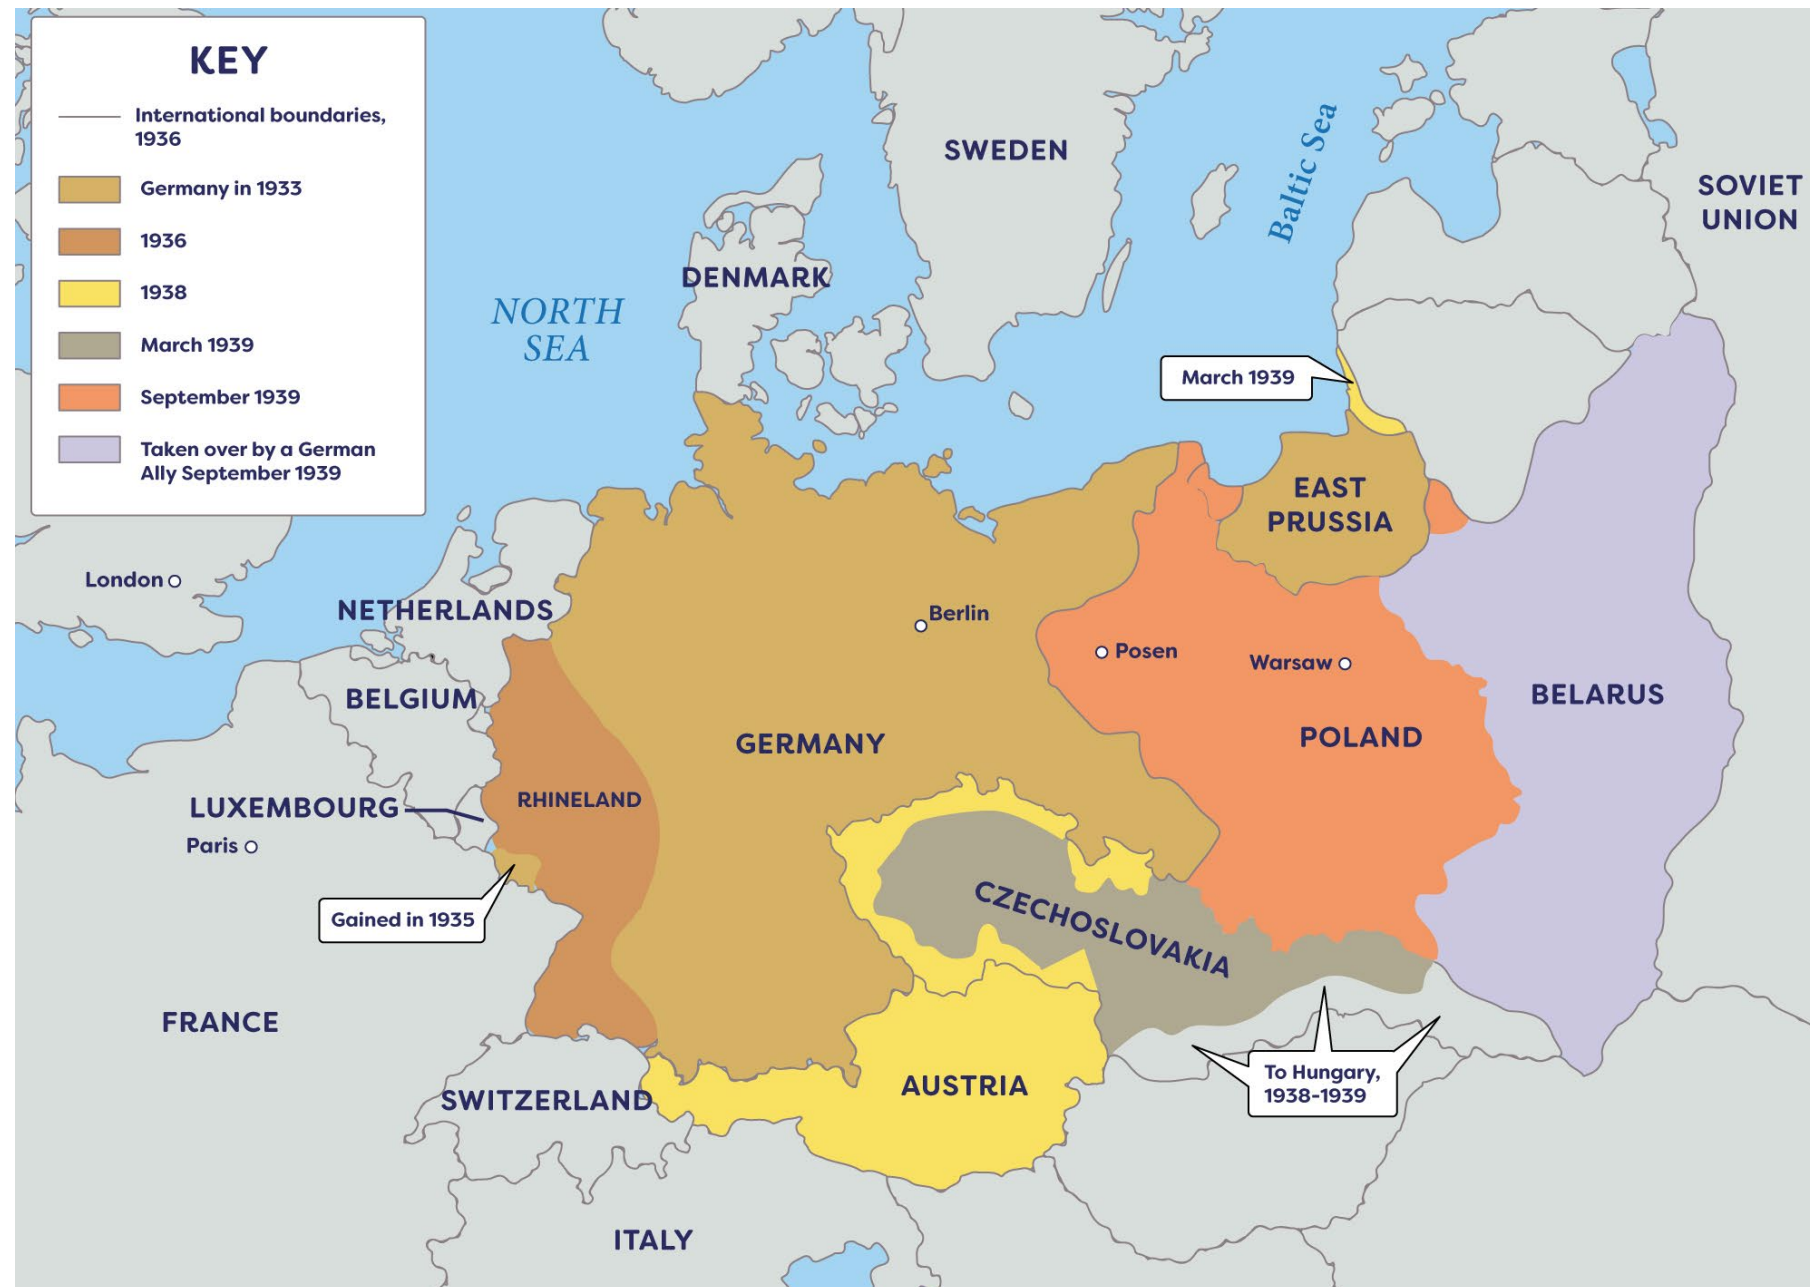 KEY
International boundaries,
1936
Germany in 1933
1936
1938
March 1939
September 1939
Taken over by a German
Ally September 1939
SWEDEN
Baltic Sea
SOVIET
UNION
DENMARK
NORTH
SEA
March 1939
EAST
PRUSSIA
London
NETHERLANDS
Berlin
Posen
Warsaw
BELGIUM
BELARUS
GERMANY
POLAND
RHINELAND
LUXEMBOURG
Paris
Gained in 1935
CZECHOSLOVAKIA
FRANCE
AUSTRIA
To Hungary,
1938-1939
SWITZERLAND
ITALY